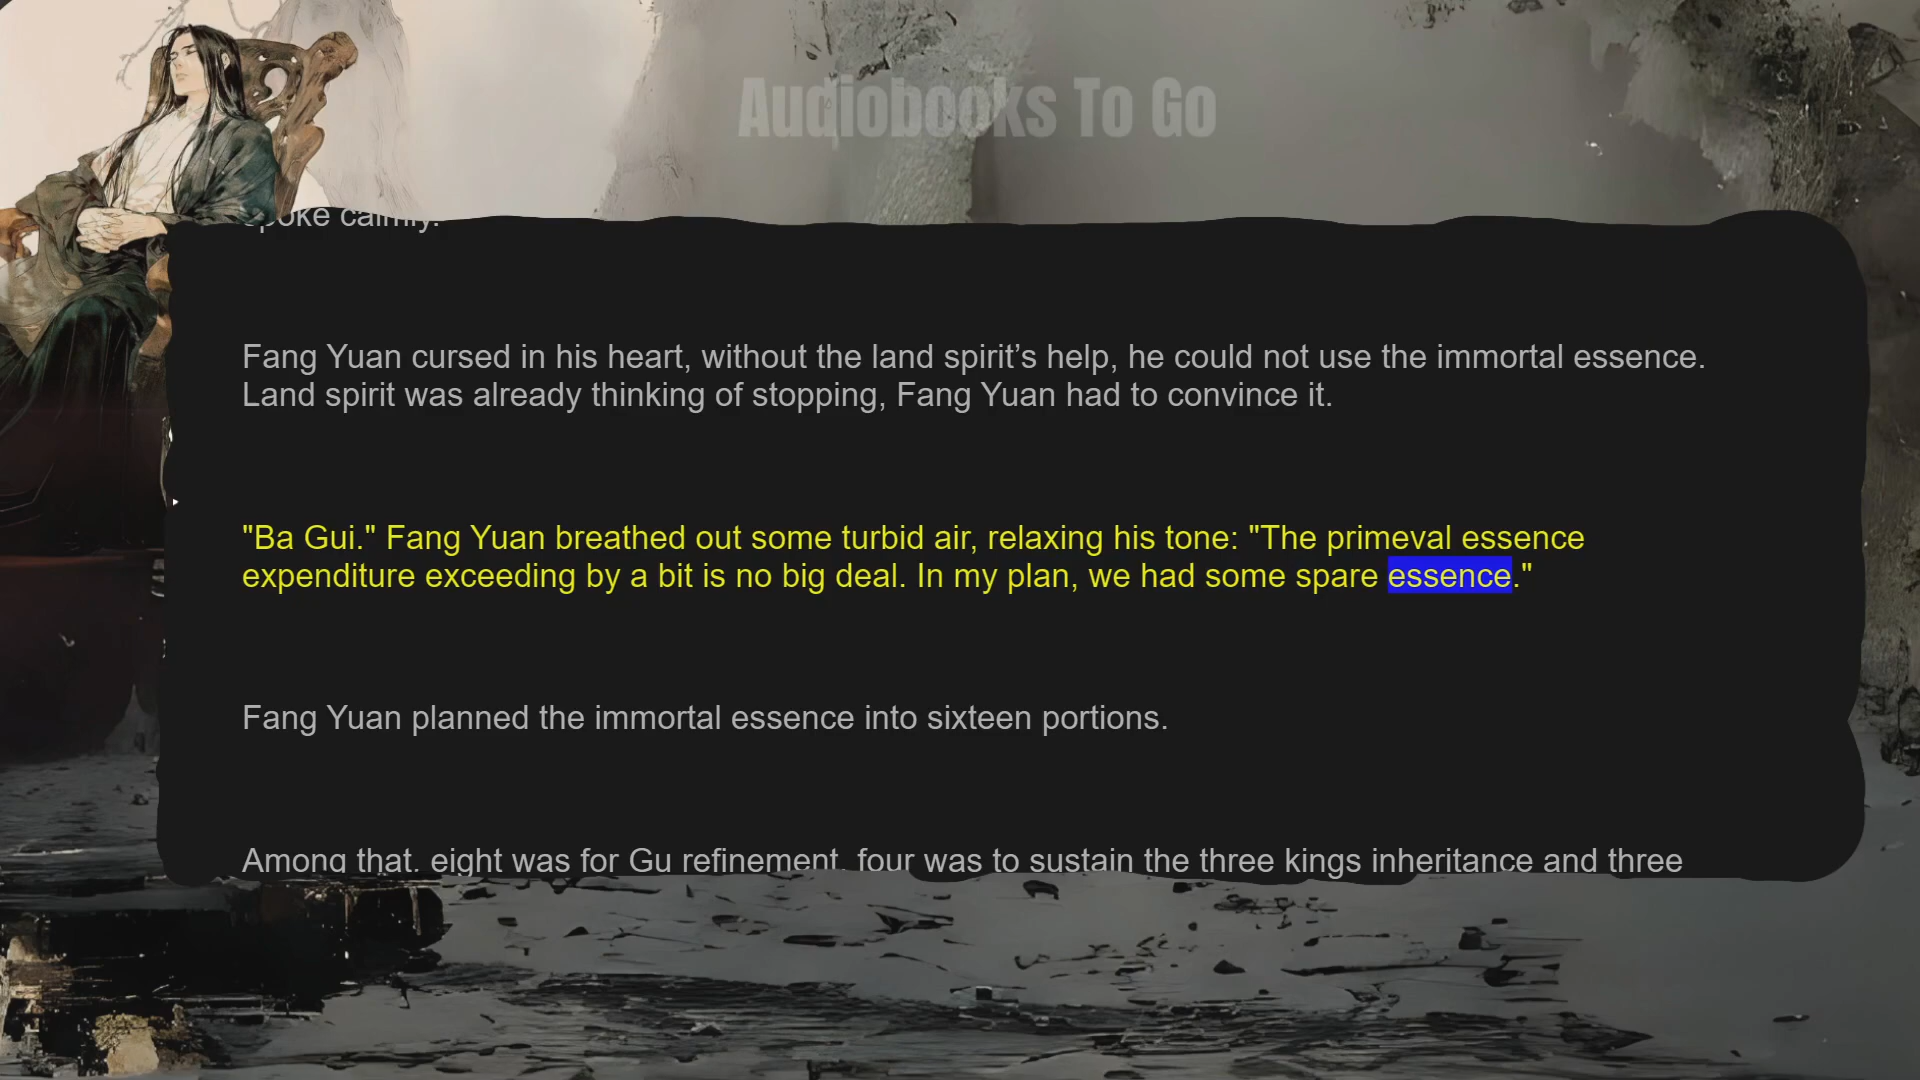 Audiobooks To Go
spoke calmly.
Fang Yuan cursed in his heart, without the land spirit’s help, he could not use the immortal essence.
Land spirit was already thinking of stopping, Fang Yuan had to convince it.
"Ba Gui." Fang Yuan breathed out some turbid air, relaxing his tone: "The primeval essence
expenditure exceeding by a bit is no big deal. In my plan, we had some spare essence."
Fang Yuan planned the immortal essence into sixteen portions.
Among that, eight was for Gu refinement, four was to sustain the three kings inheritance and three